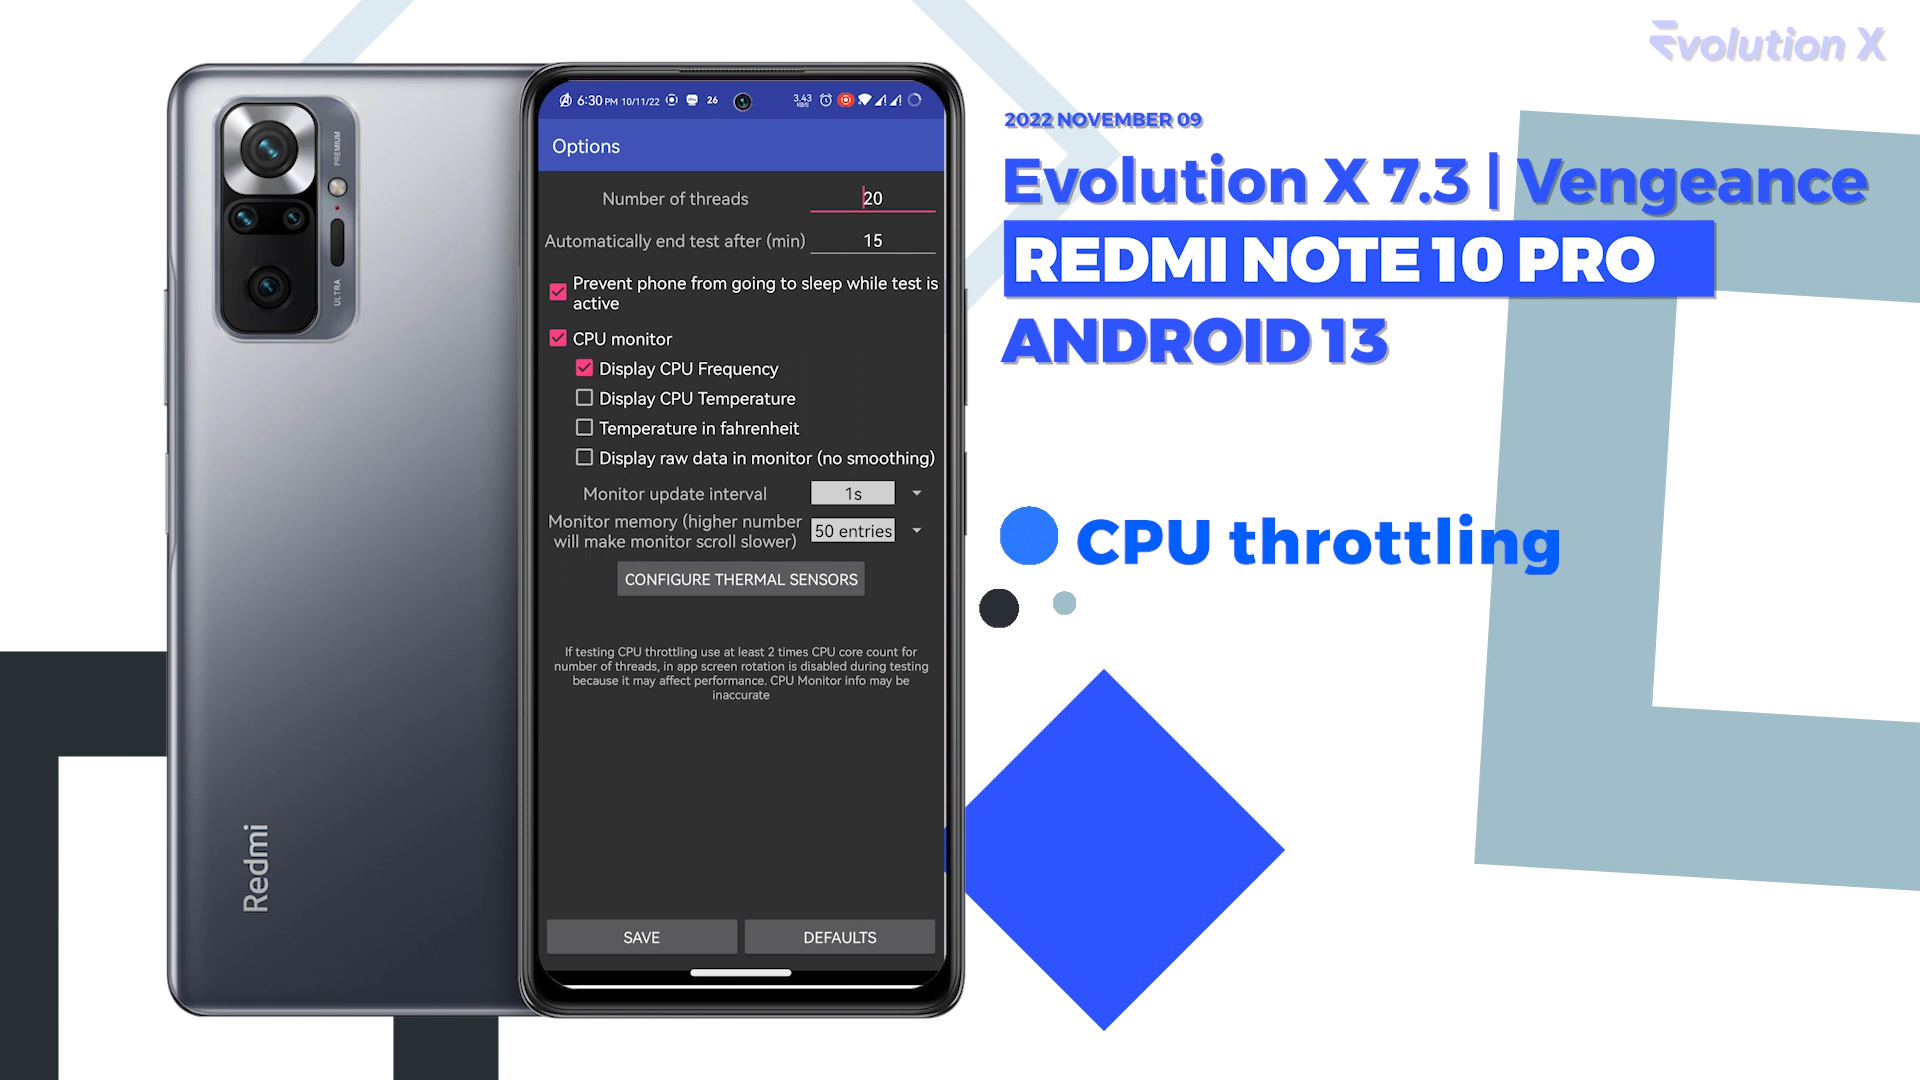 Evolution X
2022 NOVEMBER 09
Evolution X 7.3 | Vengeance
REDMI NOTE 10 PRO
ANDROID 13
CPU throttling
PREMIUM
ULTRA
Redmi
6:30 PM 10/11/22 26 3.43 KB/S
Options
Number of threads 20
Automatically end test after (min) 15
Prevent phone from going to sleep while test is
active
CPU monitor
Display CPU Frequency
Display CPU Temperature
Temperature in fahrenheit
Display raw data in monitor (no smoothing)
Monitor update interval 1s
Monitor memory (higher number
will make monitor scroll slower) 50 entries
CONFIGURE THERMAL SENSORS
If testing CPU throttling use at least 2 times CPU core count for
number of threads, in app screen rotation is disabled during testing
because it may affect performance. CPU Monitor info may be
inaccurate
SAVE DEFAULTS